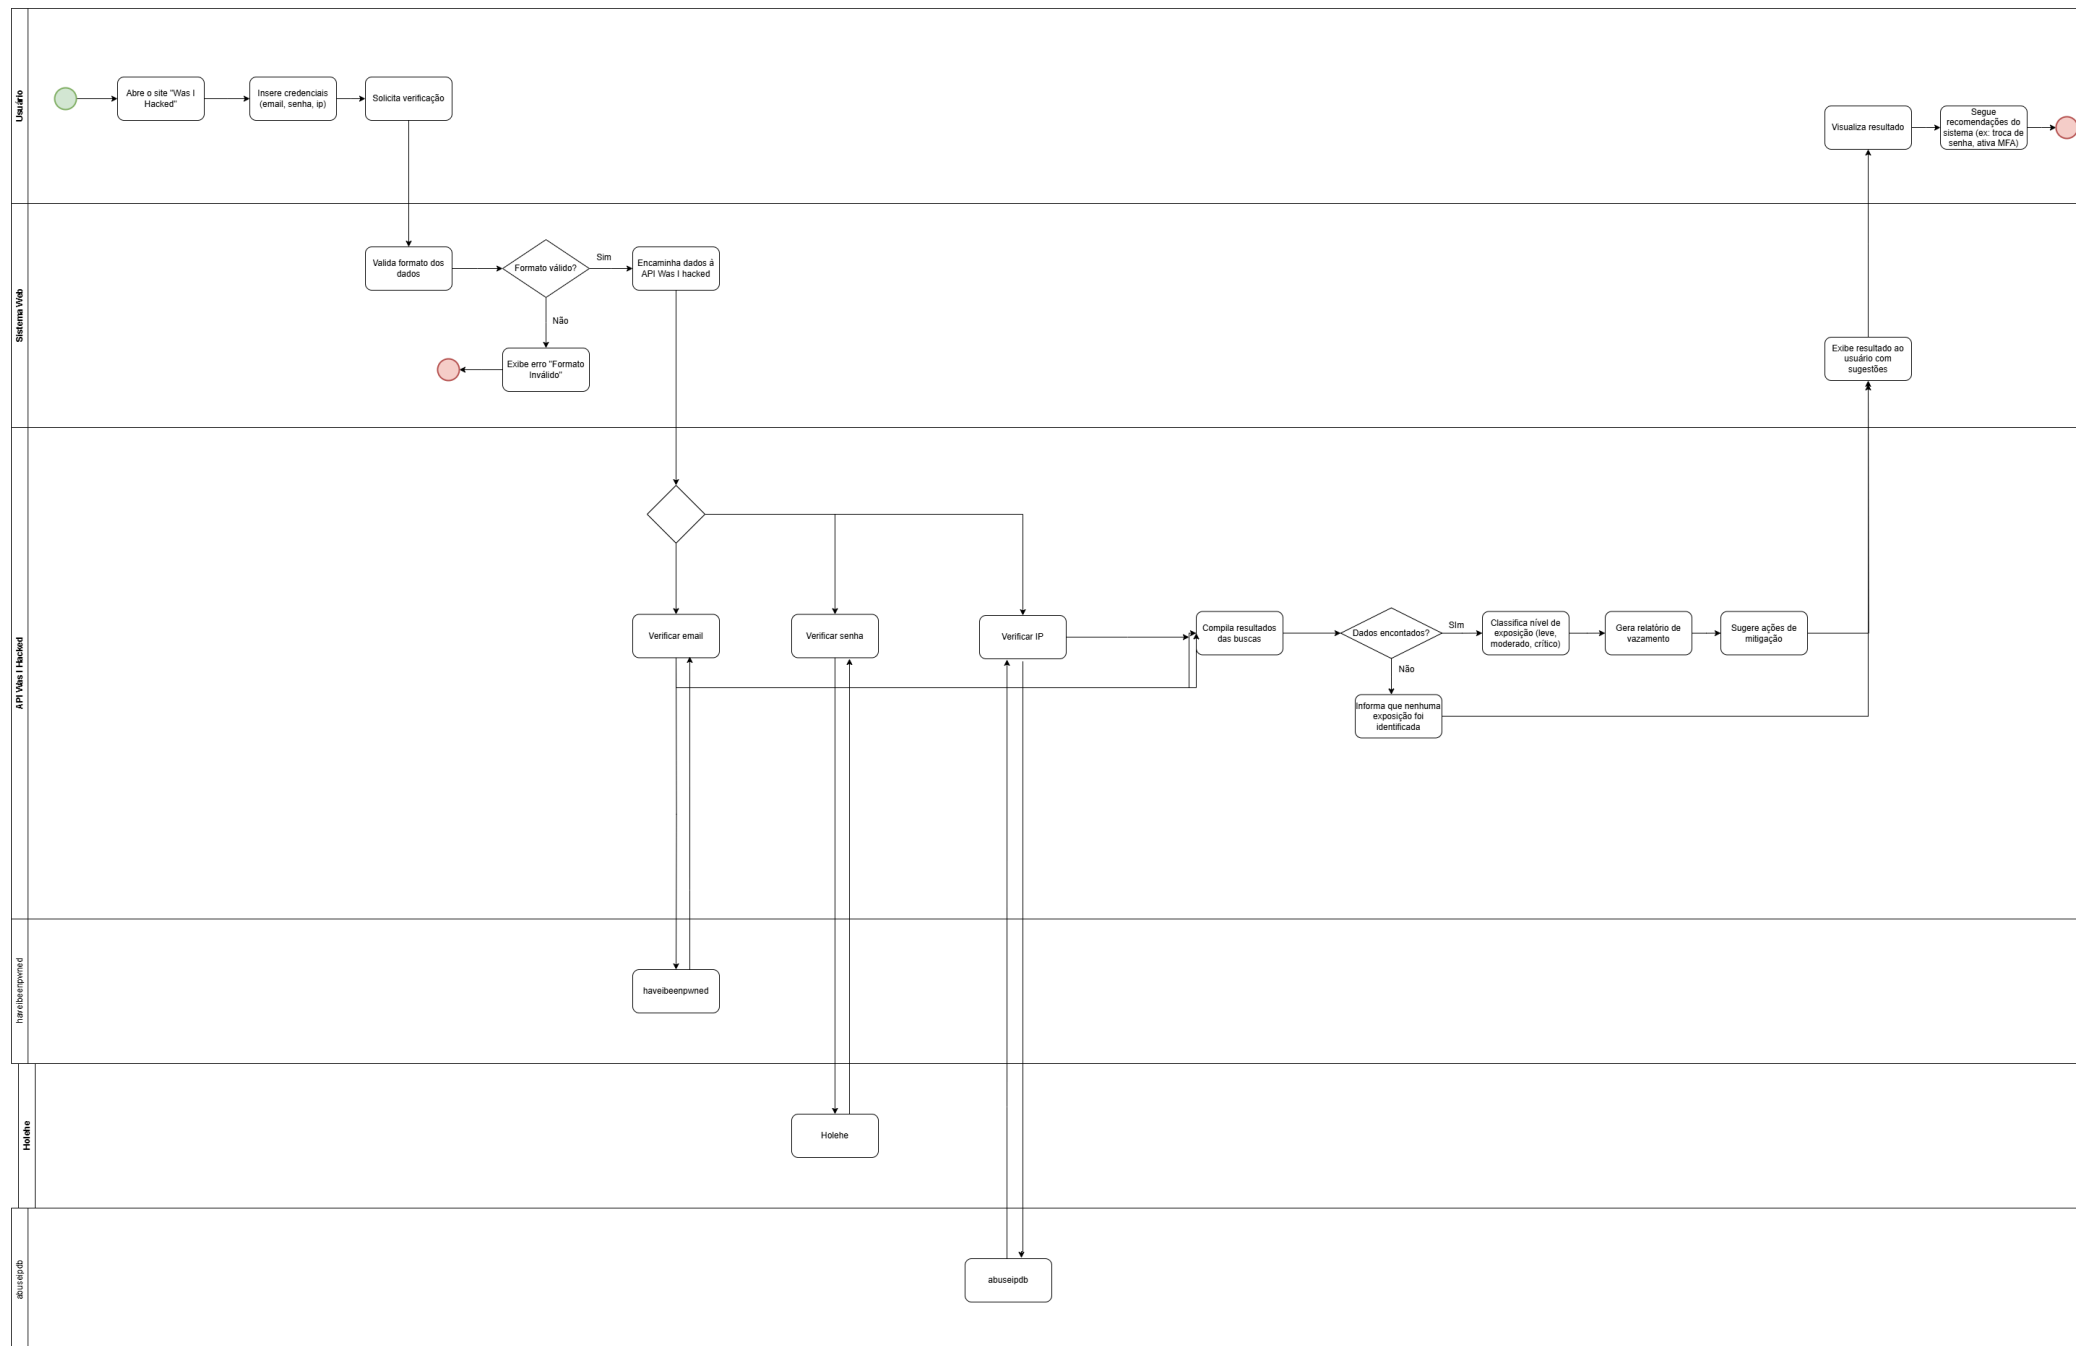 Usuário
Abre o site "Was I
Hacked"
Insere credenciais
(email, senha, ip)
Solicita verificação
Visualiza resultado
Segue
recomendações do
sistema (ex: troca de
senha, ativa MFA)
Sistema Web
Valida formato dos
dados
Formato válido?
Sim
Encaminha dados á
API Was I hacked
Não
Exibe erro "Formato
Inválido"
Exibe resultado ao
usuário com
sugestões
API Was I Hacked
Verificar email
Verificar senha
Verificar IP
Compila resultados
das buscas
Dados encontados?
SIm
Classifica nível de
exposição (leve,
moderado, crítico)
Gera relatório de
vazamento
Sugere ações de
mitigação
Não
Informa que nenhuma
exposição foi
identificada
haveibeenpwned
haveibeenpwned
Holehe
Holehe
abuseipdb
abuseipdb